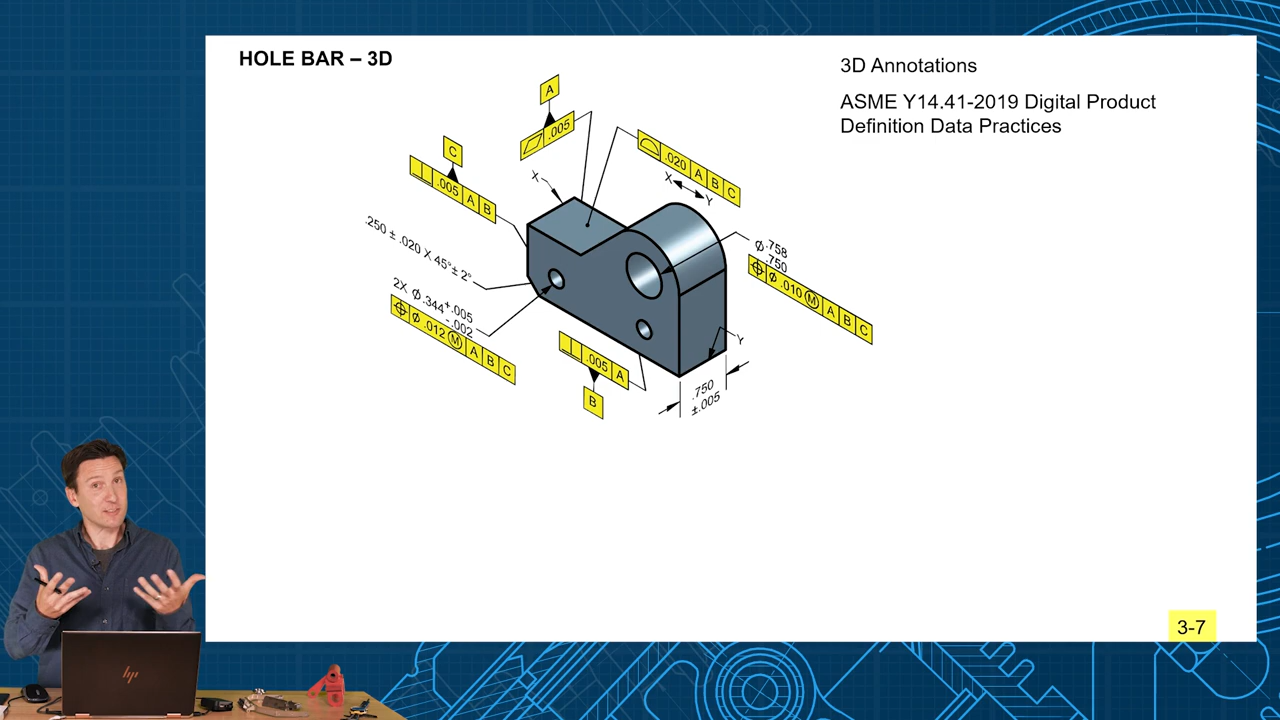 HOLE BAR – 3D
3D Annotations
ASME Y14.41-2019 Digital Product
Definition Data Practices
A
.005
C
.005 A B
.020 A B C
X
X Y
.250 ± .020 X 45°± 2°
Ø.758
.750
Ø .010 Ⓜ A B C
2X Ø.344 +.005
-.002
Ø .012 Ⓜ A B C
.005 A
B
Y
.750
±.005
hp
3-7